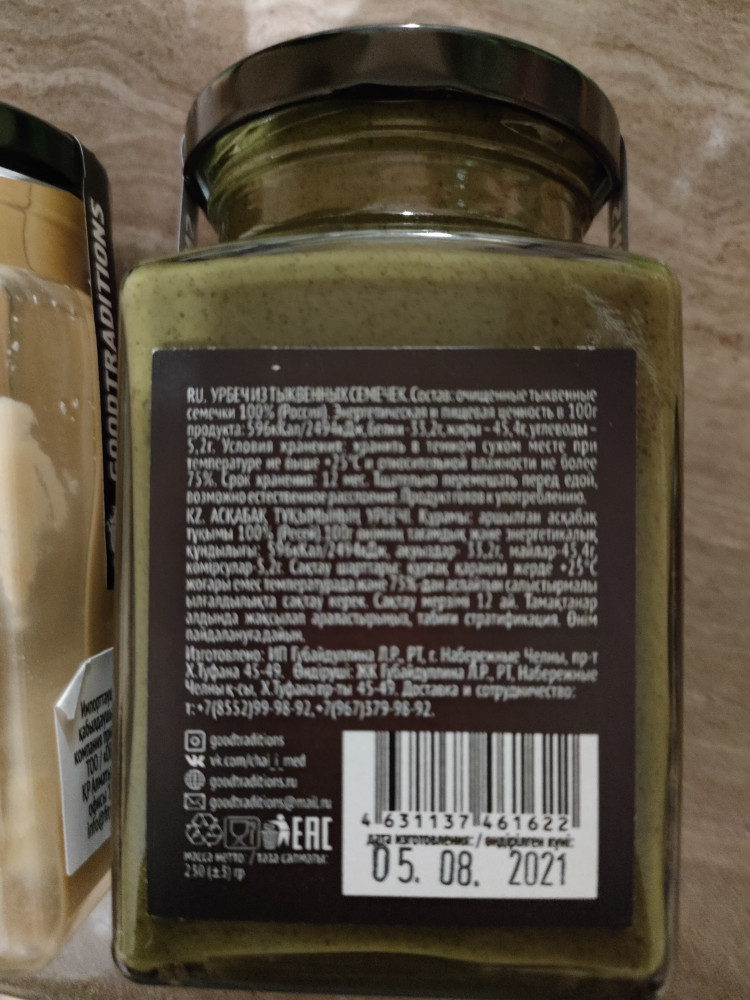 GOODTRADITIONS
RU. УРБЕЧ ИЗ ТЫКВЕННЫХ СЕМЕЧЕК. Состав: очищенные тыквенные
семечки 100% (Россия). Энергетическая и пищевая ценность в 100г
продукта: 596кКал/2494кДж, белки - 33,2г, жиры - 45,4г, углеводы -
5,2г. Условия хранения: хранить в темном сухом месте при
температуре не выше +25°С и относительной влажности не более
75%. Срок хранения: 12 мес. Тщательно перемешать перед едой,
возможно естественное расслоение. Продукт готов к употреблению.
KZ. АСҚАБАҚ ТҰҚЫМЫНЫҢ УРБЕЧІ. Құрамы: аршылған асқабақ
тұқымы 100% (Ресей). 100г өнімнің тағамдық және энергетикалық
құндылығы: 596кКал/2494кДж, ақуыздар- 33,2г, майлар-45,4г,
көмірсулар-5,2г. Сақтау шарттары: құрғақ қараңғы жерде +25°С
жоғары емес температурада және 75%-дан аспайтын салыстырмалы
ылғалдылықта сақтау керек. Сақтау мерзімі 12 ай. Тамақтанар
алдында жақсылап араластырыңыз, табиғи стратификация. Өнім
пайдалануға дайын.
Изготовлено: ИП Губайдуллина Л.Р., РТ, г. Набережные Челны, пр-т
Х.Туфана 45-49. Өндіруші: ЖК Губайдуллина Л.Р., РТ, Набережные
Челны қ-сы, Х.Туфана пр-ты 45-49. Доставка и сотрудничество:
т.:+7(8552)99-98-92,+7(967)379-98-92.
goodtraditions
vk.com/chai_i_med
goodtraditions.ru
goodtraditions@mail.ru
EAC
масса нетто: / таза салмағы:
230 (±3) гр
4 631137 461622
дата изготовления: / өндірілген күні:
05. 08. 2021
қабылдаушы
компания
ТОО
ҚР Алматы